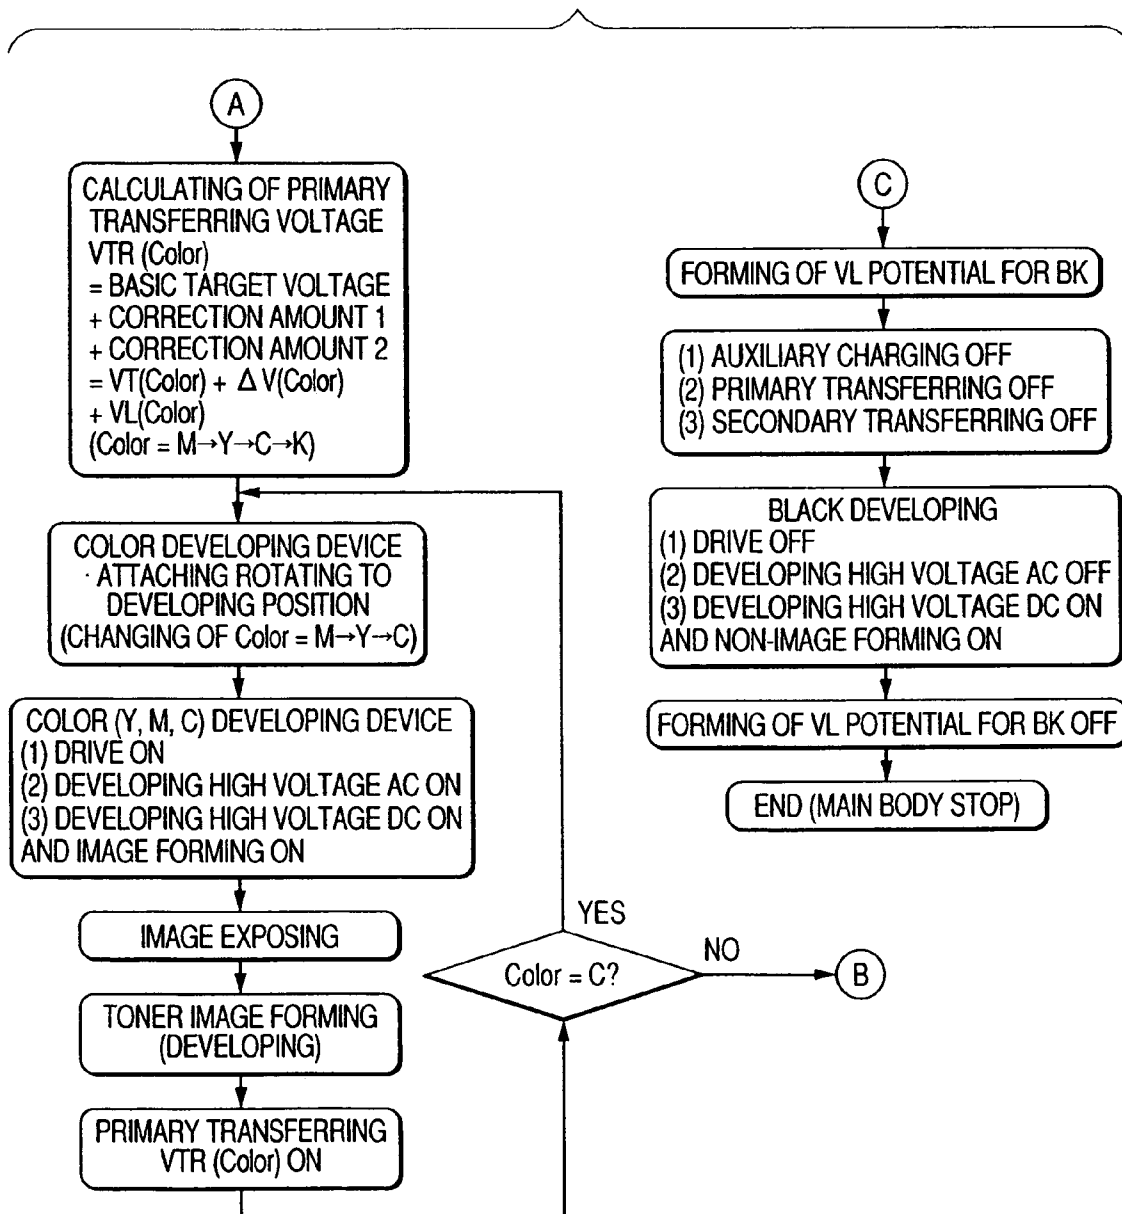 A
CALCULATING OF PRIMARY
TRANSFERRING VOLTAGE
VTR (Color)
= BASIC TARGET VOLTAGE
+ CORRECTION AMOUNT 1
+ CORRECTION AMOUNT 2
= VT(Color) + Δ V(Color)
+ VL(Color)
(Color = M→Y→C→K)
COLOR DEVELOPING DEVICE
· ATTACHING ROTATING TO
DEVELOPING POSITION
(CHANGING OF Color = M→Y→C)
COLOR (Y, M, C) DEVELOPING DEVICE
(1) DRIVE ON
(2) DEVELOPING HIGH VOLTAGE AC ON
(3) DEVELOPING HIGH VOLTAGE DC ON
AND IMAGE FORMING ON
IMAGE EXPOSING
TONER IMAGE FORMING
(DEVELOPING)
PRIMARY TRANSFERRING
VTR (Color) ON
Color = C?
YES
NO
B
C
FORMING OF VL POTENTIAL FOR BK
(1) AUXILIARY CHARGING OFF
(2) PRIMARY TRANSFERRING OFF
(3) SECONDARY TRANSFERRING OFF
BLACK DEVELOPING
(1) DRIVE OFF
(2) DEVELOPING HIGH VOLTAGE AC OFF
(3) DEVELOPING HIGH VOLTAGE DC ON
AND NON-IMAGE FORMING ON
FORMING OF VL POTENTIAL FOR BK OFF
END (MAIN BODY STOP)